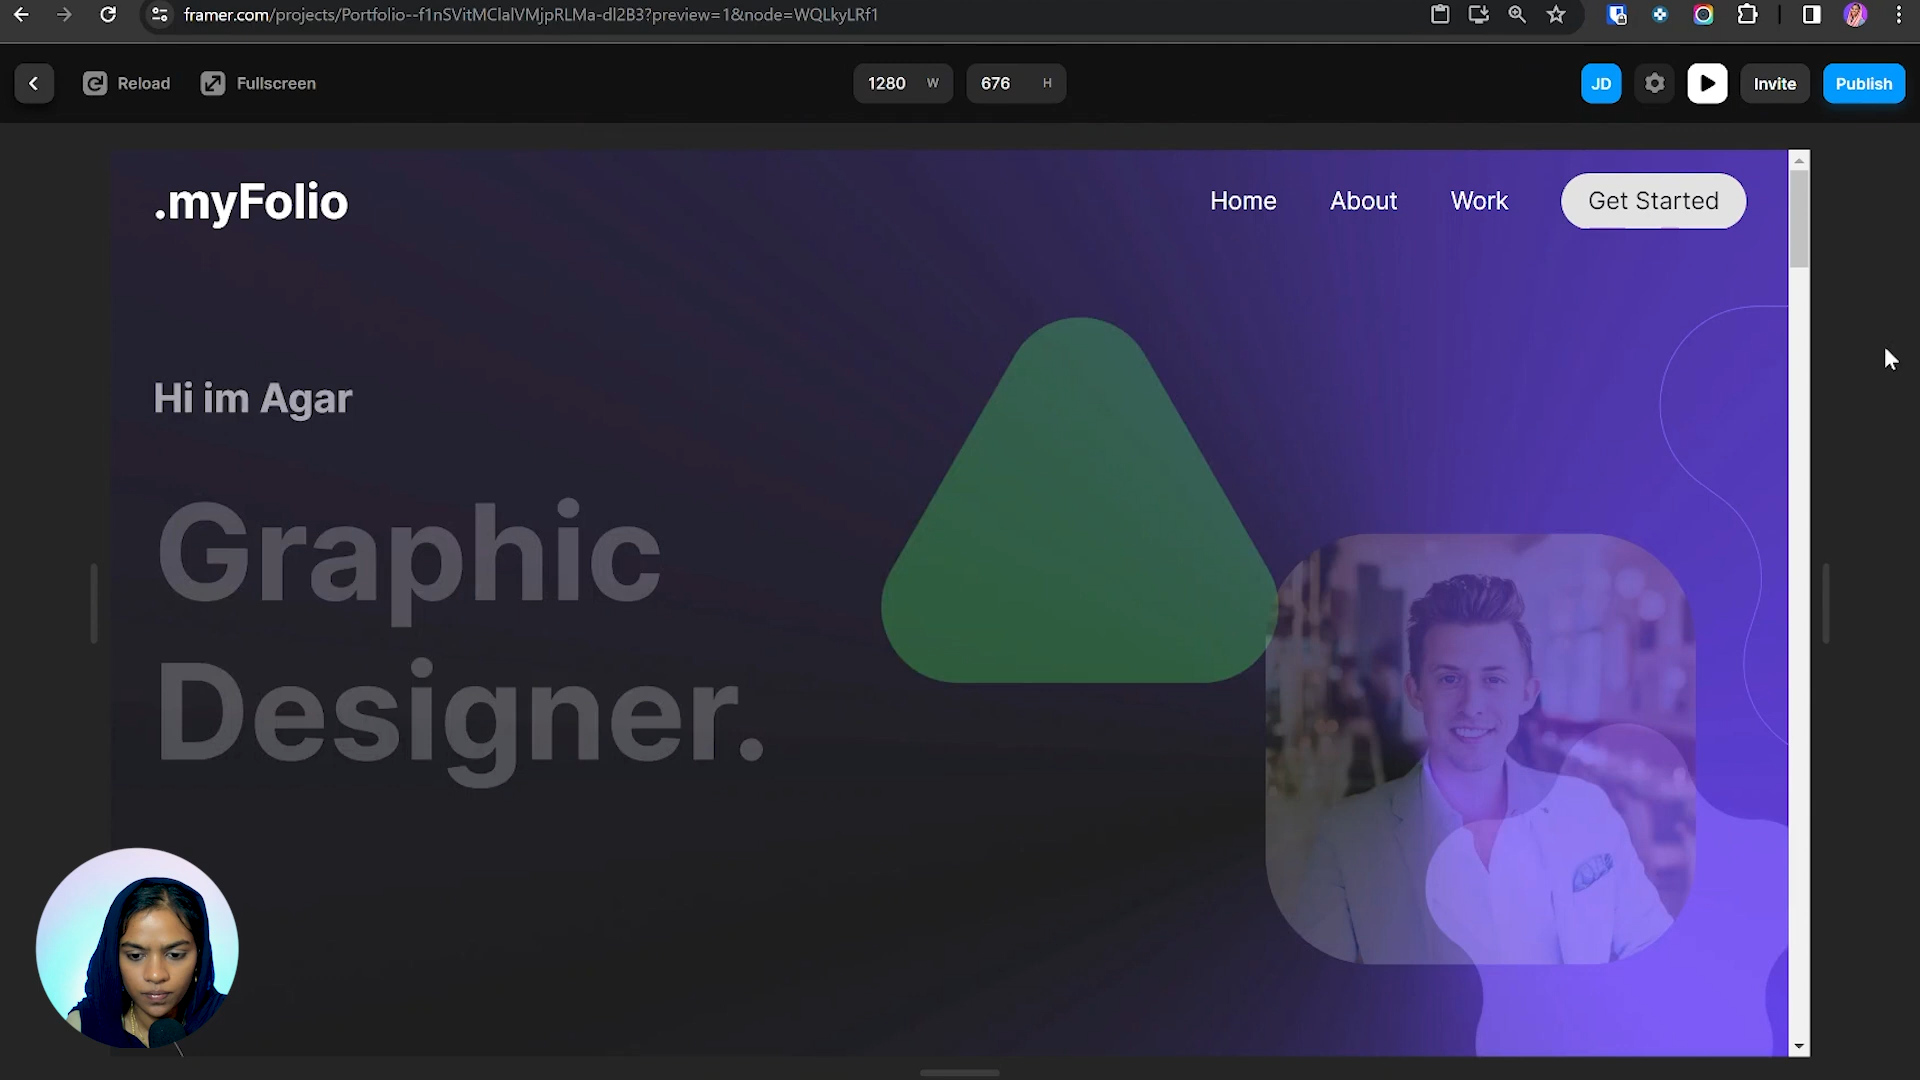 framer.com/projects/Portfolio--f1nSVitMClalVMjpRLMa-dl2B3?preview=1&node=WQLkyLRf1
Reload
Fullscreen
1280 W
676 H
JD
Invite
Publish
.myFolio
Home
About
Work
Get Started
Hi im Agar
Graphic
Designer.